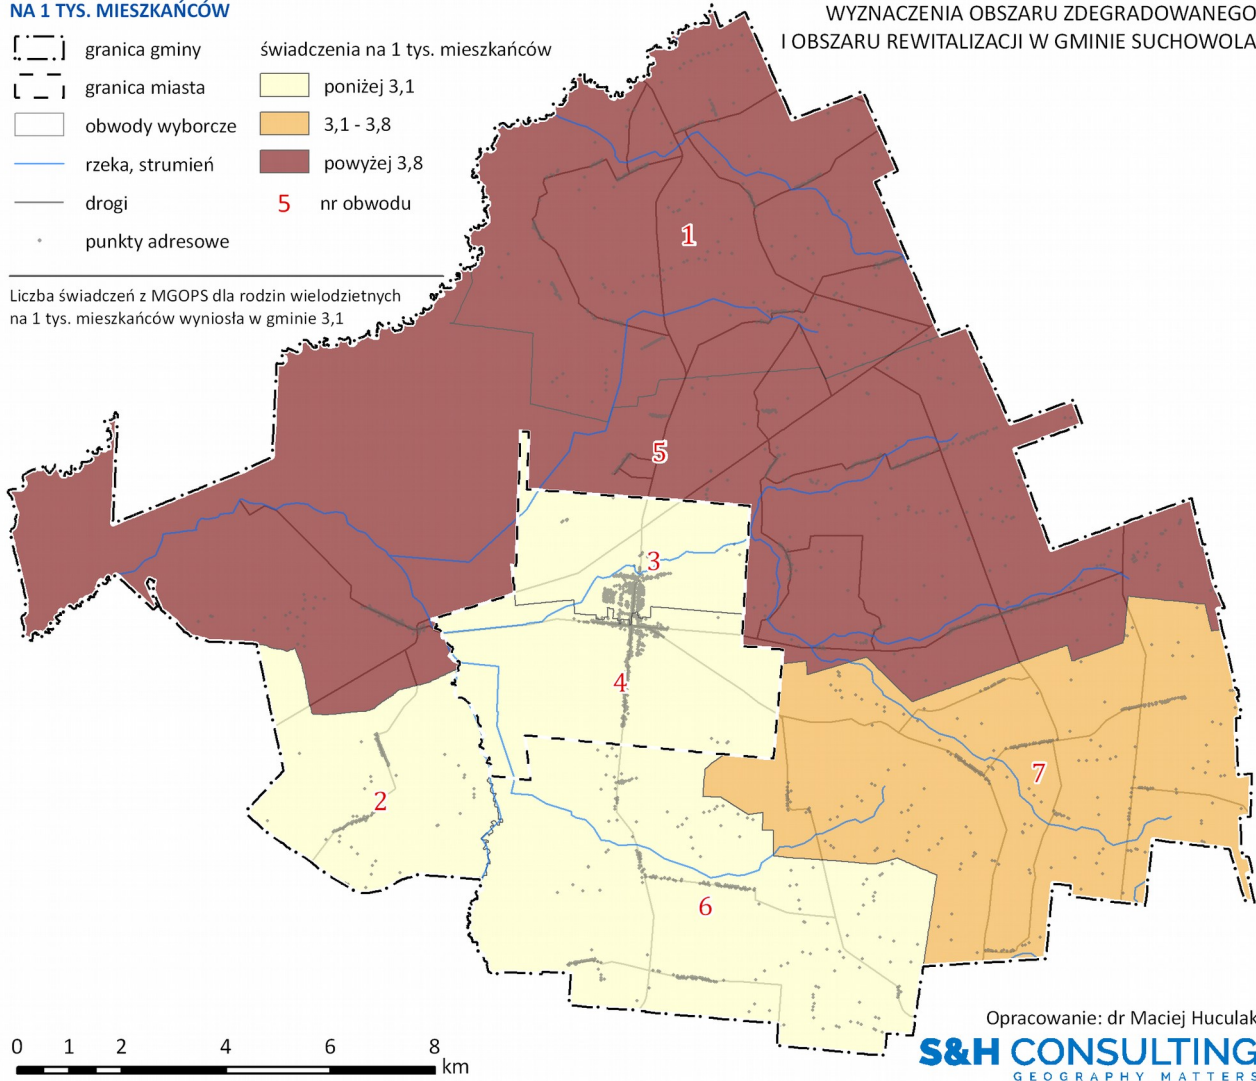 NA 1 TYS. MIESZKAŃCÓW
WYZNACZENIA OBSZARU ZDEGRADOWANEGO
I OBSZARU REWITALIZACJI W GMINIE SUCHOWOLA
granica gminy
granica miasta
obwody wyborcze
rzeka, strumień
drogi
punkty adresowe
świadczenia na 1 tys. mieszkańców
poniżej 3,1
3,1 - 3,8
powyżej 3,8
5 nr obwodu
Liczba świadczeń z MGOPS dla rodzin wielodzietnych
na 1 tys. mieszkańców wyniosła w gminie 3,1
1
5
3
4
2
7
6
0 1 2 4 6 8 km
Opracowanie: dr Maciej Huculak
S&H CONSULTING
GEOGRAPHY MATTERS